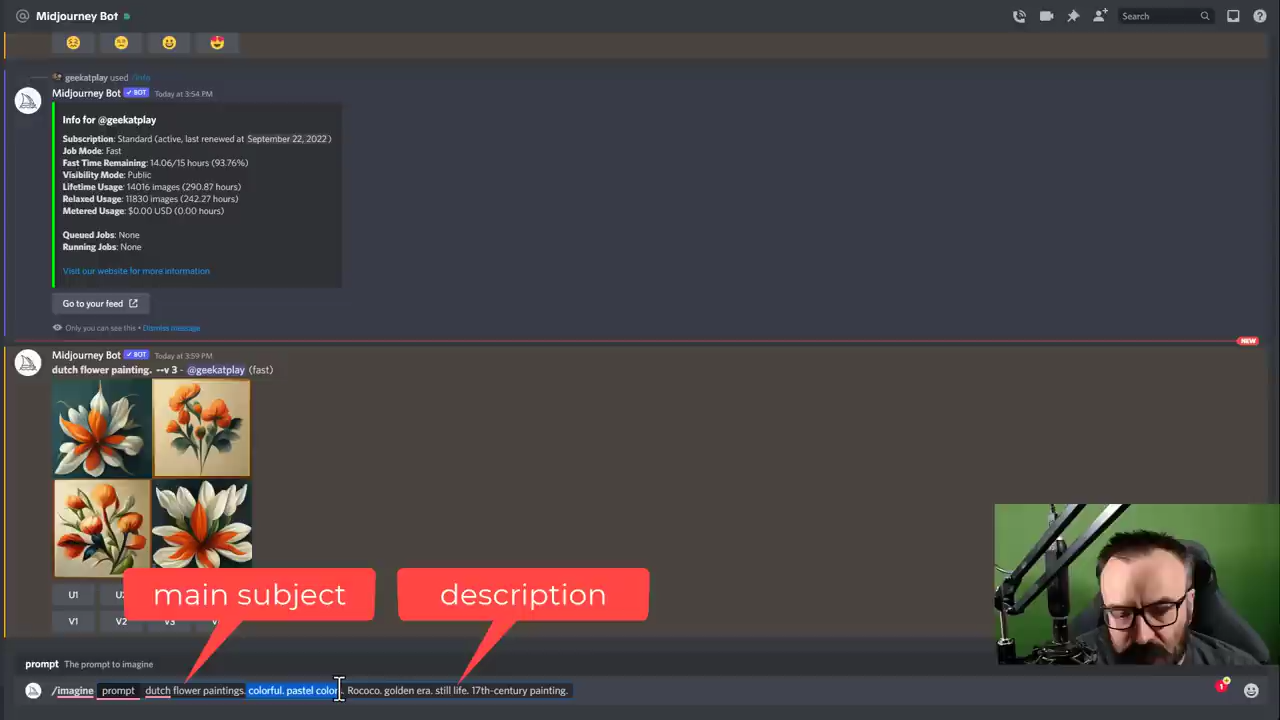 Midjourney Bot
Search
geekatplay used /info
Midjourney Bot ✓ BOT Today at 3:54 PM
Info for @geekatplay
Subscription: Standard (active, last renewed at September 22, 2022)
Job Mode: Fast
Fast Time Remaining: 14.06/15 hours (93.76%)
Visibility Mode: Public
Lifetime Usage: 14016 images (290.87 hours)
Relaxed Usage: 11830 images (242.27 hours)
Metered Usage: $0.00 USD (0.00 hours)
Queued Jobs: None
Running Jobs: None
Visit our website for more information
Go to your feed
Only you can see this • Dismiss message
NEW
Midjourney Bot ✓ BOT Today at 3:59 PM
dutch flower painting. --v 3 - @geekatplay (fast)
U1
main subject
description
V1 V2 V3
prompt The prompt to imagine
/imagine prompt dutch flower paintings. colorful. pastel colors. Rococo. golden era. still life. 17th-century painting.
1